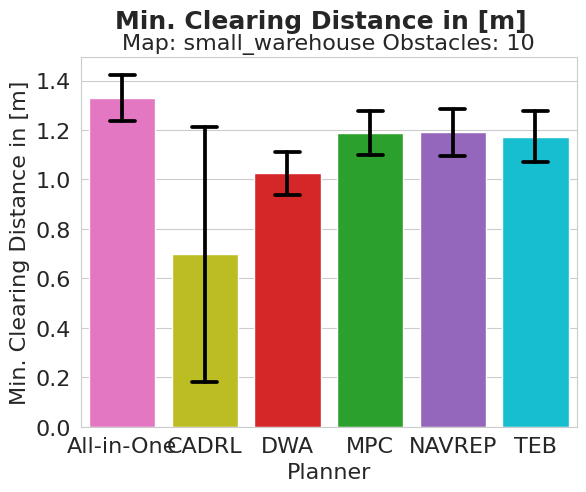 Min. Clearing Distance in [m]
Map: small_warehouse Obstacles: 10
Min. Clearing Distance in [m]
1.4
1.2
1.0
0.8
0.6
0.4
0.2
0.0
All-in-One CADRL DWA MPC NAVREP TEB
Planner